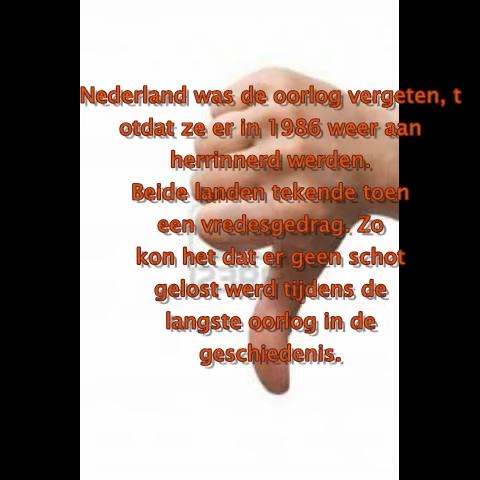 Nederland was de oorlog vergeten, t
otdat ze er in 1986 weer aan
herrinnerd werden.
Beide landen tekende toen
een vredesgedrag. Zo
kon het dat er geen schot
gelost werd tijdens de
langste oorlog in de
geschiedenis.